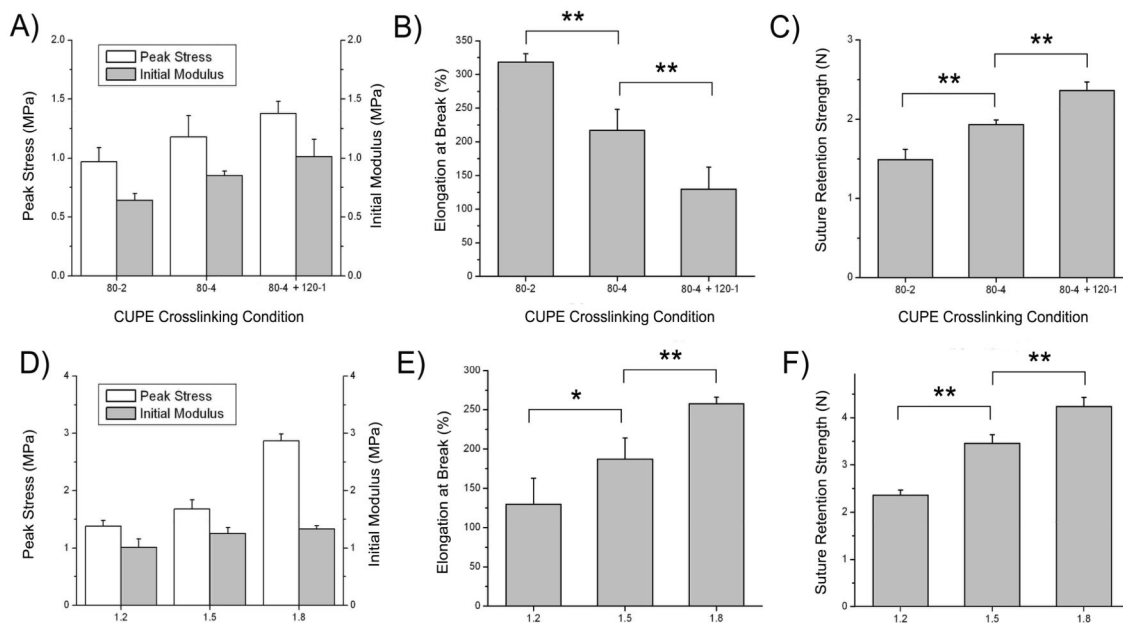 A)
Peak Stress (MPa)
2.0
1.5
1.0
0.5
0.0
Peak Stress
Initial Modulus
2.0
1.5
1.0
0.5
0.0
Initial Modulus (MPa)
80-2 80-4 80-4 + 120-1
CUPE Crosslinking Condition
B)
Elongation at Break (%)
350
300
250
200
150
100
50
0
**
**
80-2 80-4 80-4 + 120-1
CUPE Crosslinking Condition
C)
Suture Retention Strength (N)
3
2
1
0
**
**
80-2 80-4 80-4 + 120-1
CUPE Crosslinking Condition
D)
Peak Stress (MPa)
4
3
2
1
0
Peak Stress
Initial Modulus
4
3
2
1
0
Initial Modulus (MPa)
1.2 1.5 1.8
E)
Elongation at Break (%)
300
250
200
150
100
50
0
*
**
1.2 1.5 1.8
F)
Suture Retention Strength (N)
4
3
2
1
0
**
**
1.2 1.5 1.8